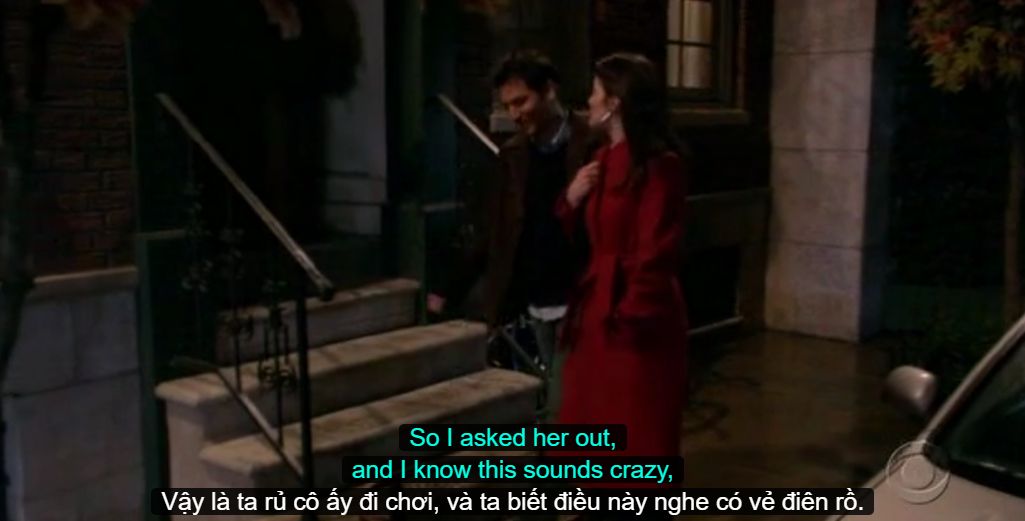 So I asked her out,
and I know this sounds crazy,
Vậy là ta rủ cô ấy đi chơi, và ta biết điều này nghe có vẻ điên rồ.